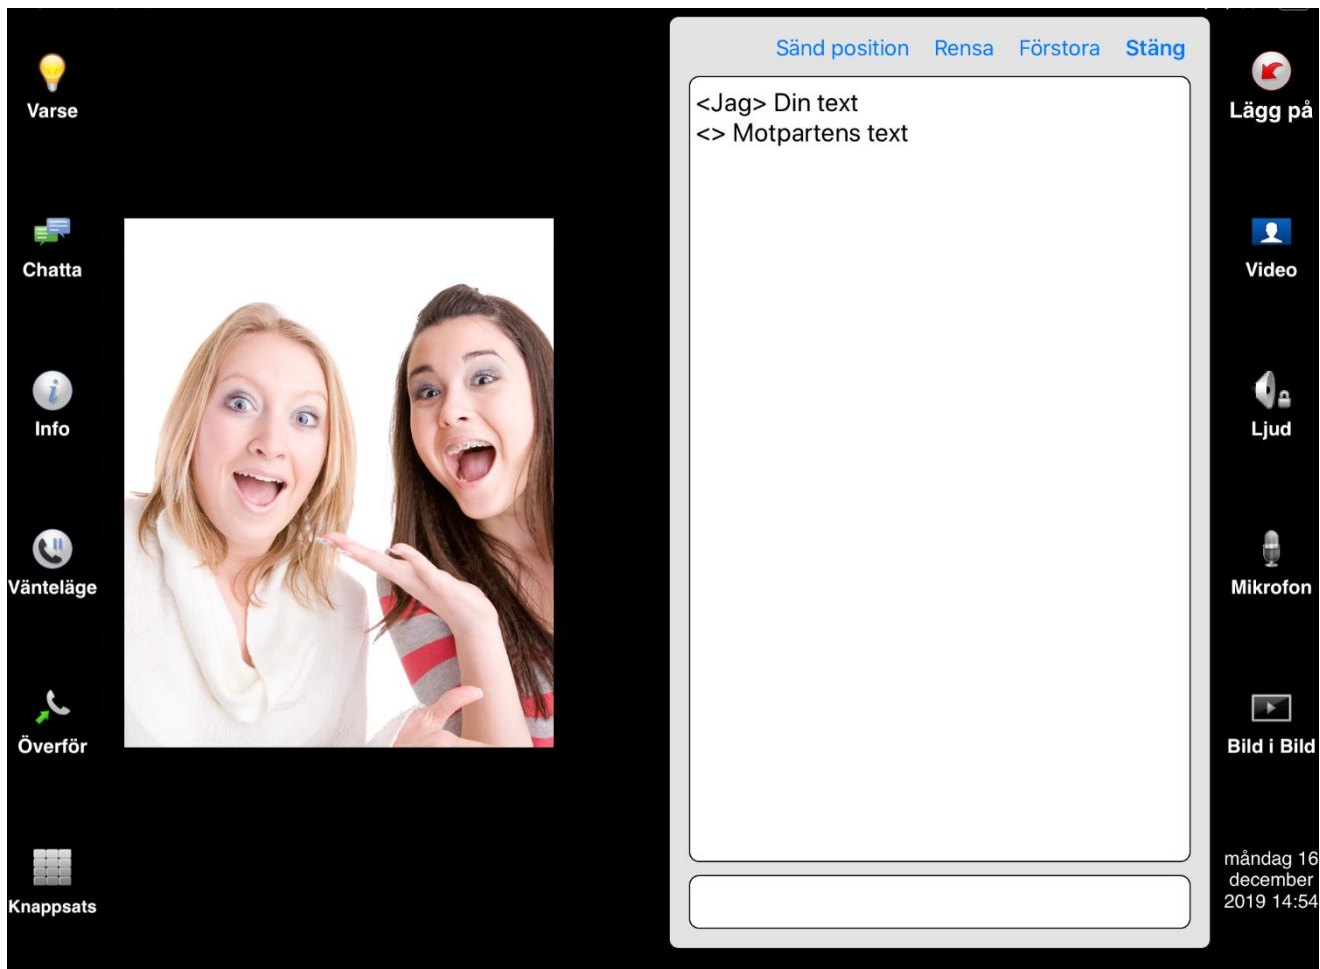 Varse
Chatta
Info
Vänteläge
Överför
Knappsats
Sänd position Rensa Förstora Stäng
<Jag> Din text
<> Motpartens text
Lägg på
Video
Ljud
Mikrofon
Bild i Bild
måndag 16
december
2019 14:54